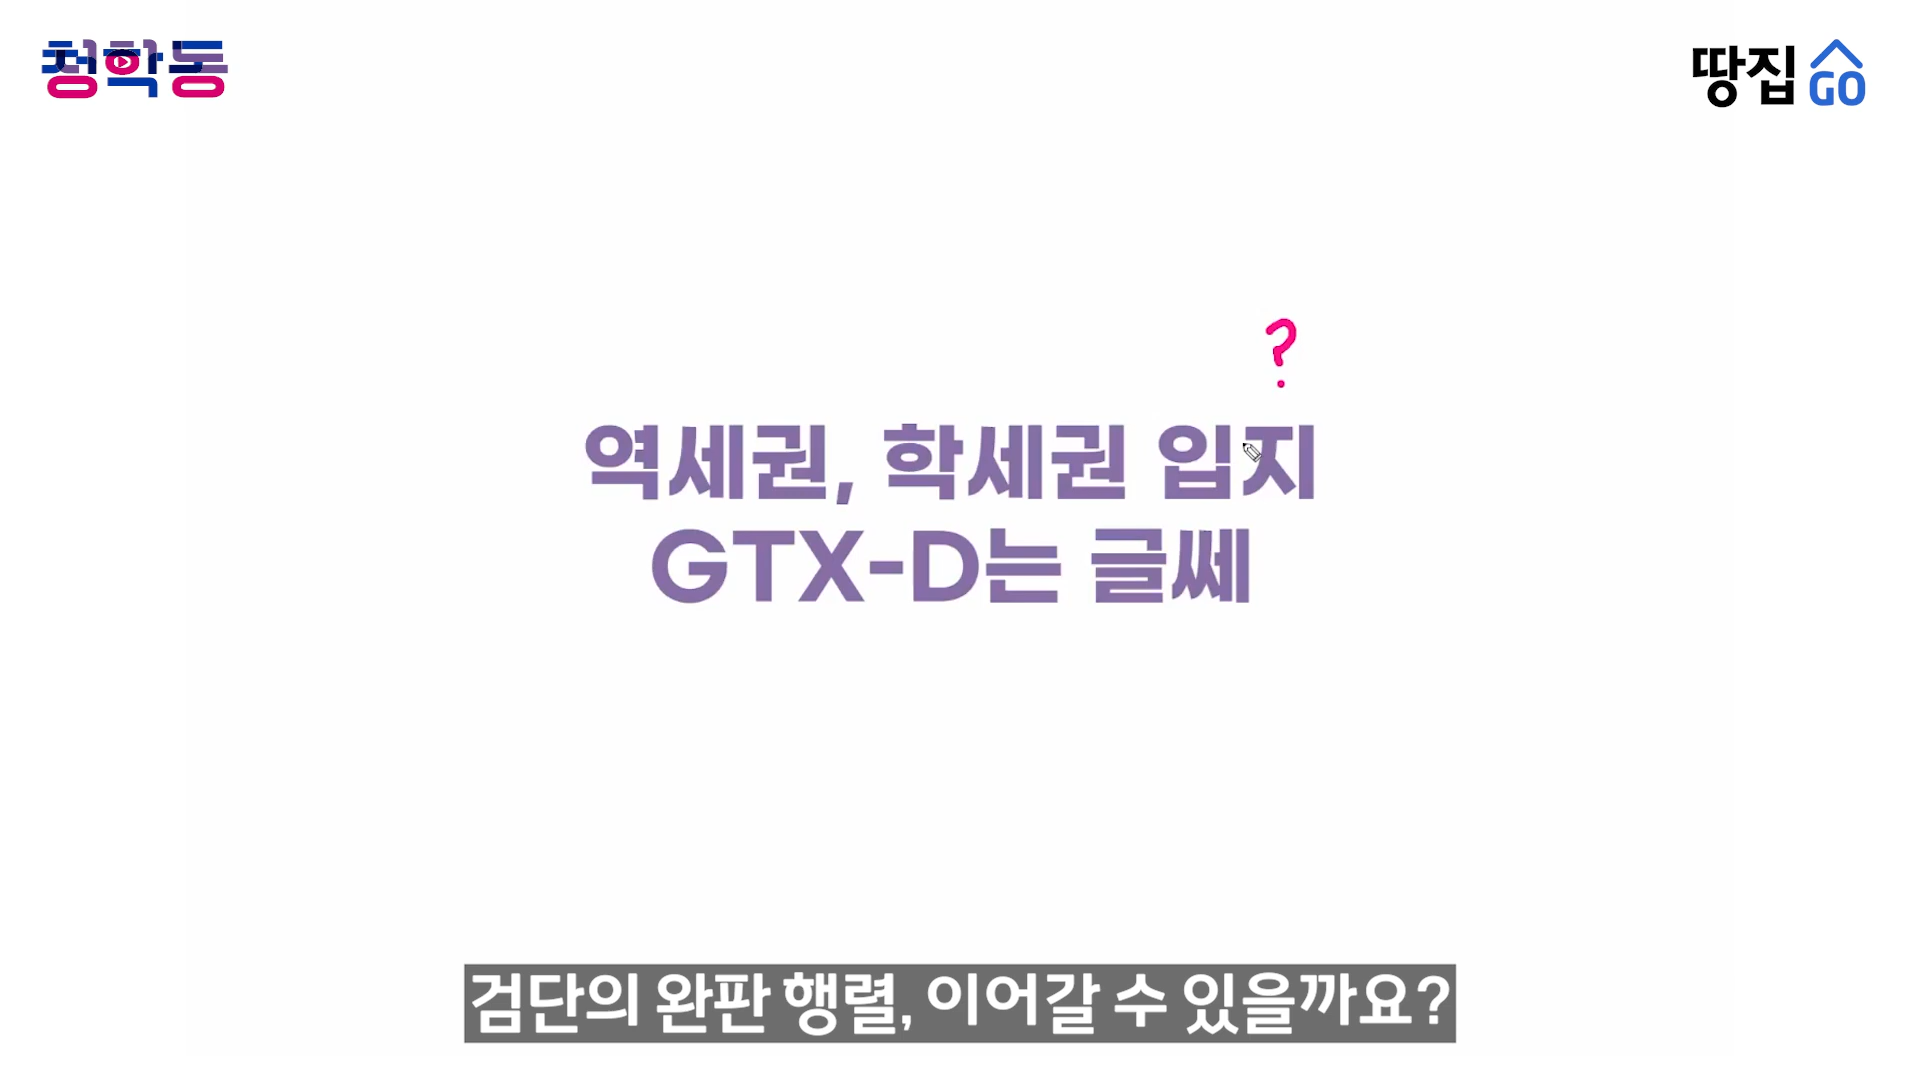 청학동
땅집GO
?
역세권, 학세권 입지
GTX-D는 글쎄
검단의 완판 행렬, 이어갈 수 있을까요?